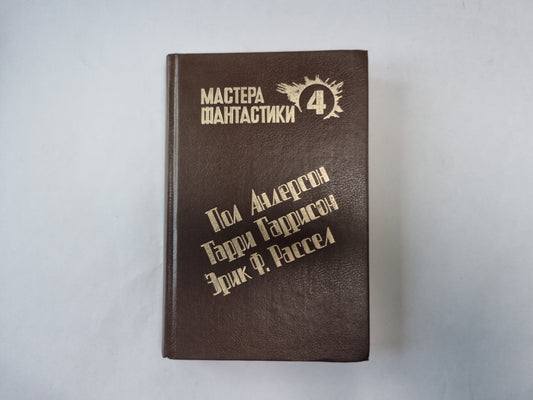 МАСТЕРА
ФАНТАСТИКИ
4
Пол Андерсон
Гарри Гаррисон
Эрик Ф. Рассел